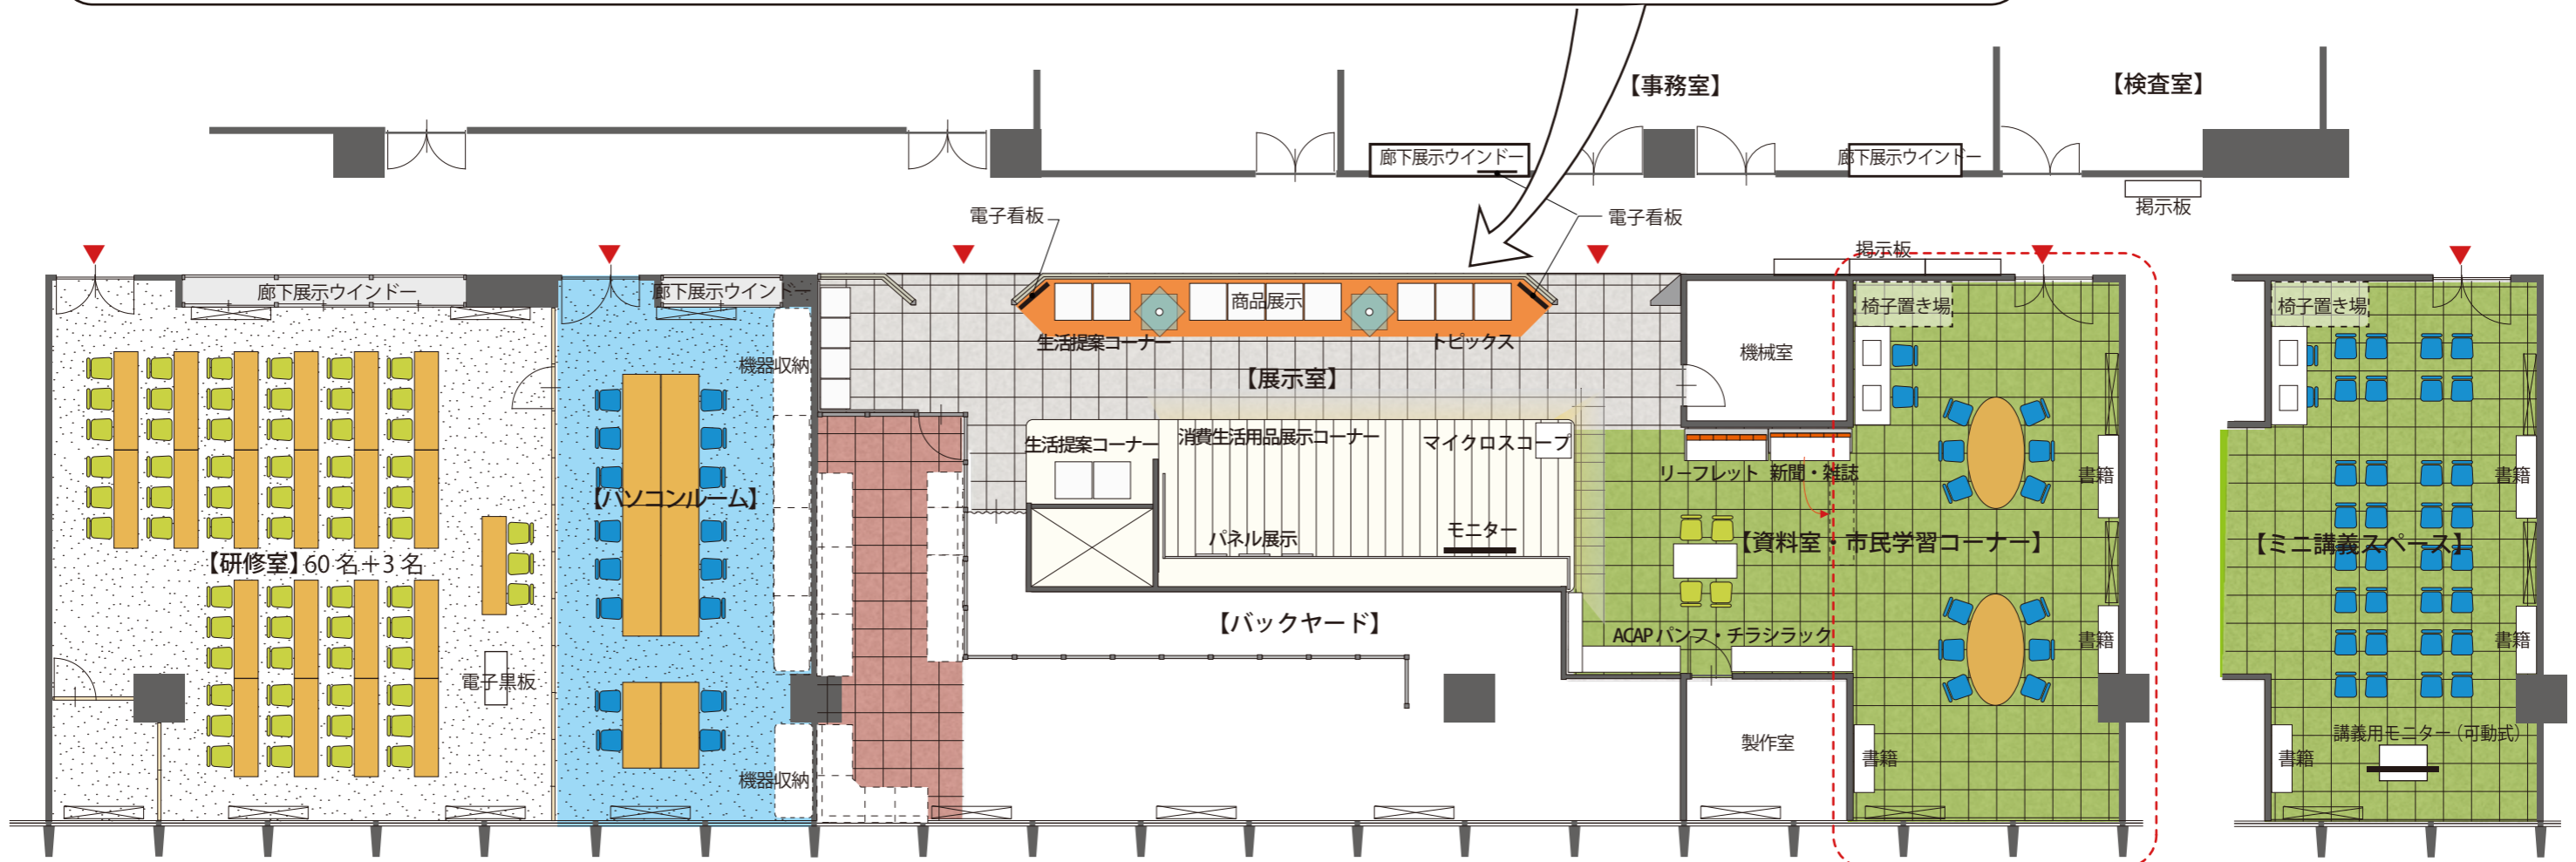 【事務室】
【検査室】
廊下展示ウインドー
廊下展示ウインドー
掲示板
電子看板
電子看板
掲示板
廊下展示ウインドー
廊下展示ウインドー
商品展示
椅子置き場
椅子置き場
生活提案コーナー
トピックス
機械室
機器収納
【展示室】
生活提案コーナー
消費生活用品展示コーナー
マイクロスコープ
リーフレット
新聞・雑誌
書籍
書籍
【パソコンルーム】
パネル展示
モニター
【資料室・市民学習コーナー】
【ミニ講義スペース】
【研修室】60名+3名
【バックヤード】
ACAPパンフ・チラシラック
書籍
書籍
電子黒板
製作室
講義用モニター(可動式)
書籍
書籍
機器収納